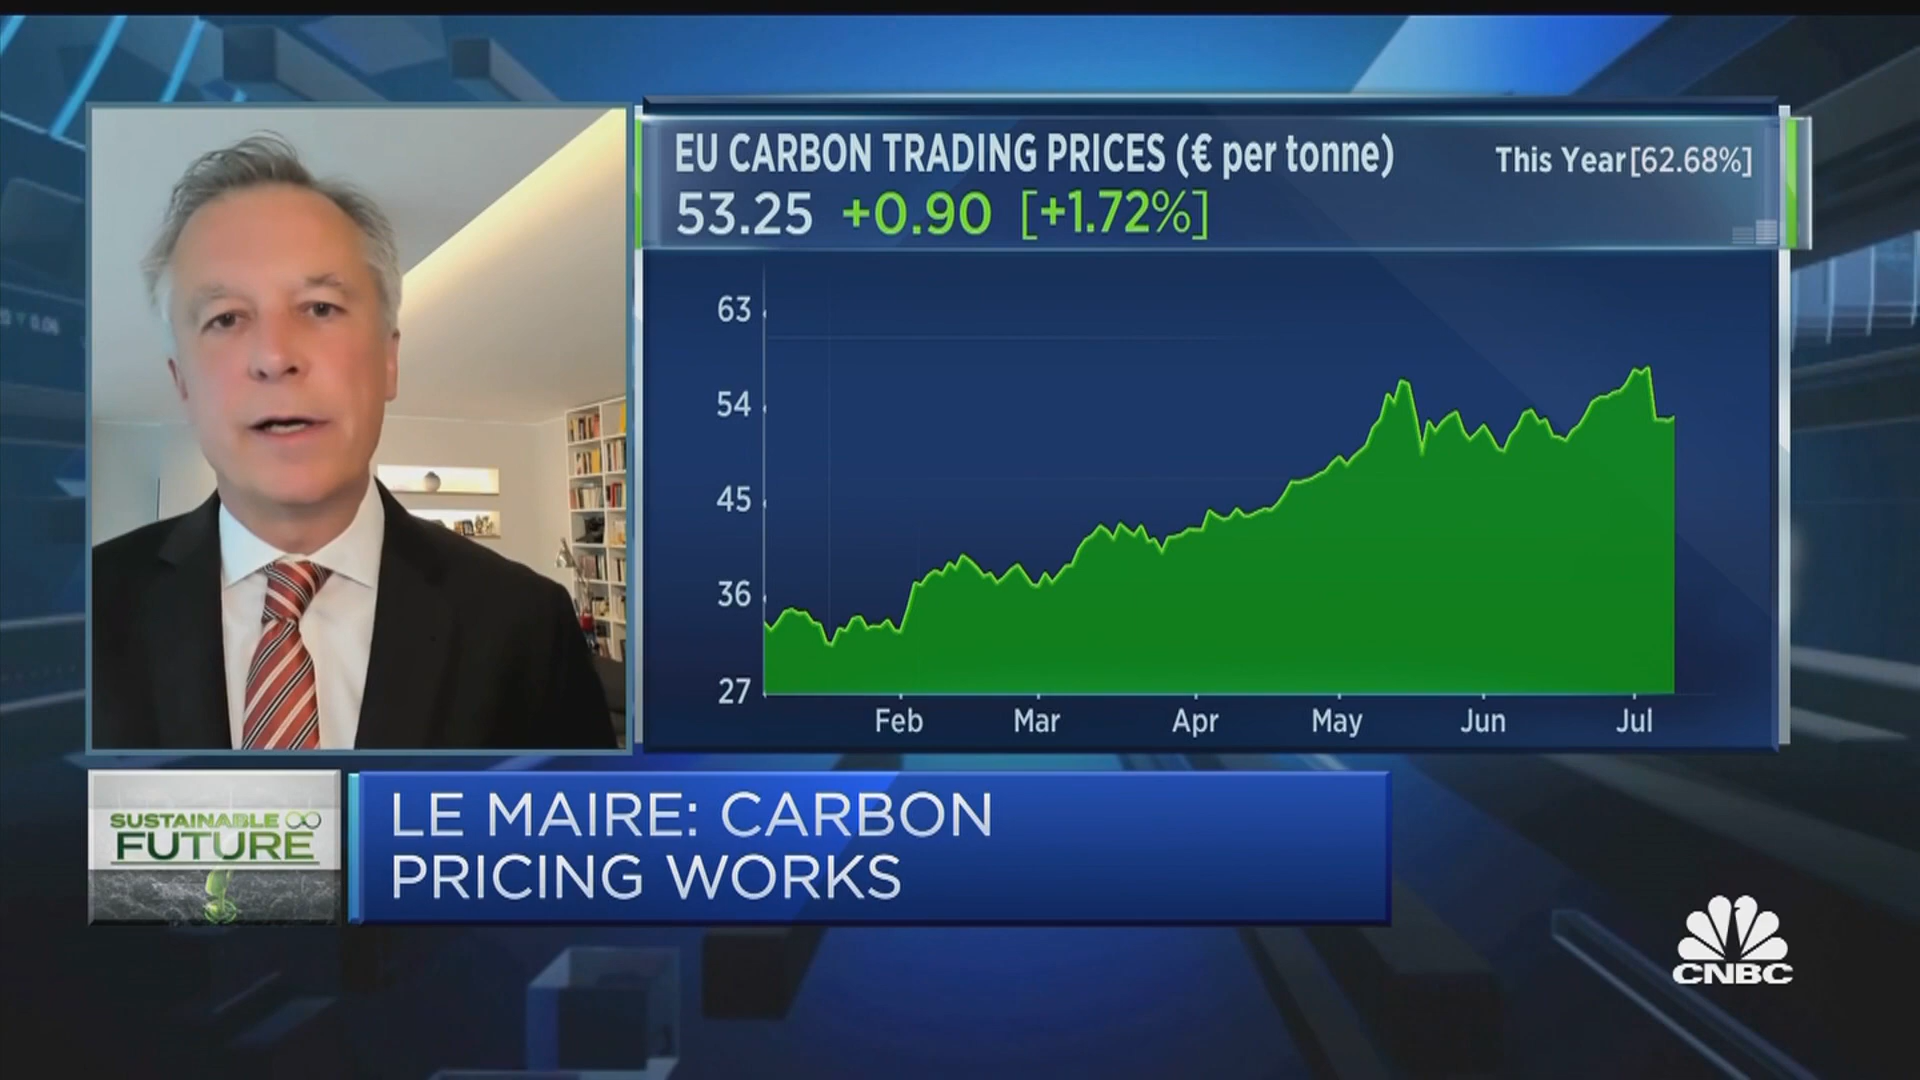 EU CARBON TRADING PRICES (€ per tonne)
This Year[62.68%]
53.25 +0.90 [+1.72%]
63
54
45
36
27
Feb Mar Apr May Jun Jul
SUSTAINABLE
FUTURE
LE MAIRE: CARBON
PRICING WORKS
CNBC